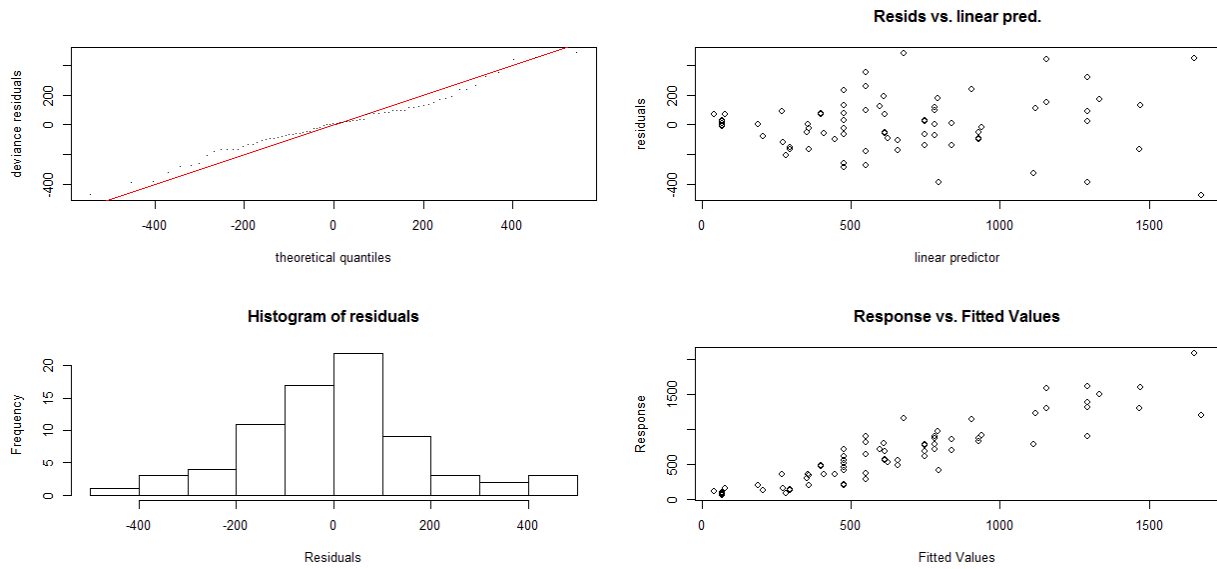 deviance residuals
-400
0
200
-400
-200
0
200
400
theoretical quantiles
Resids vs. linear pred.
residuals
-400
0
200
0
500
1000
1500
linear predictor
Histogram of residuals
Frequency
0
5
10
15
20
-400
-200
0
200
400
Residuals
Response vs. Fitted Values
Response
0
500
1500
0
500
1000
1500
Fitted Values